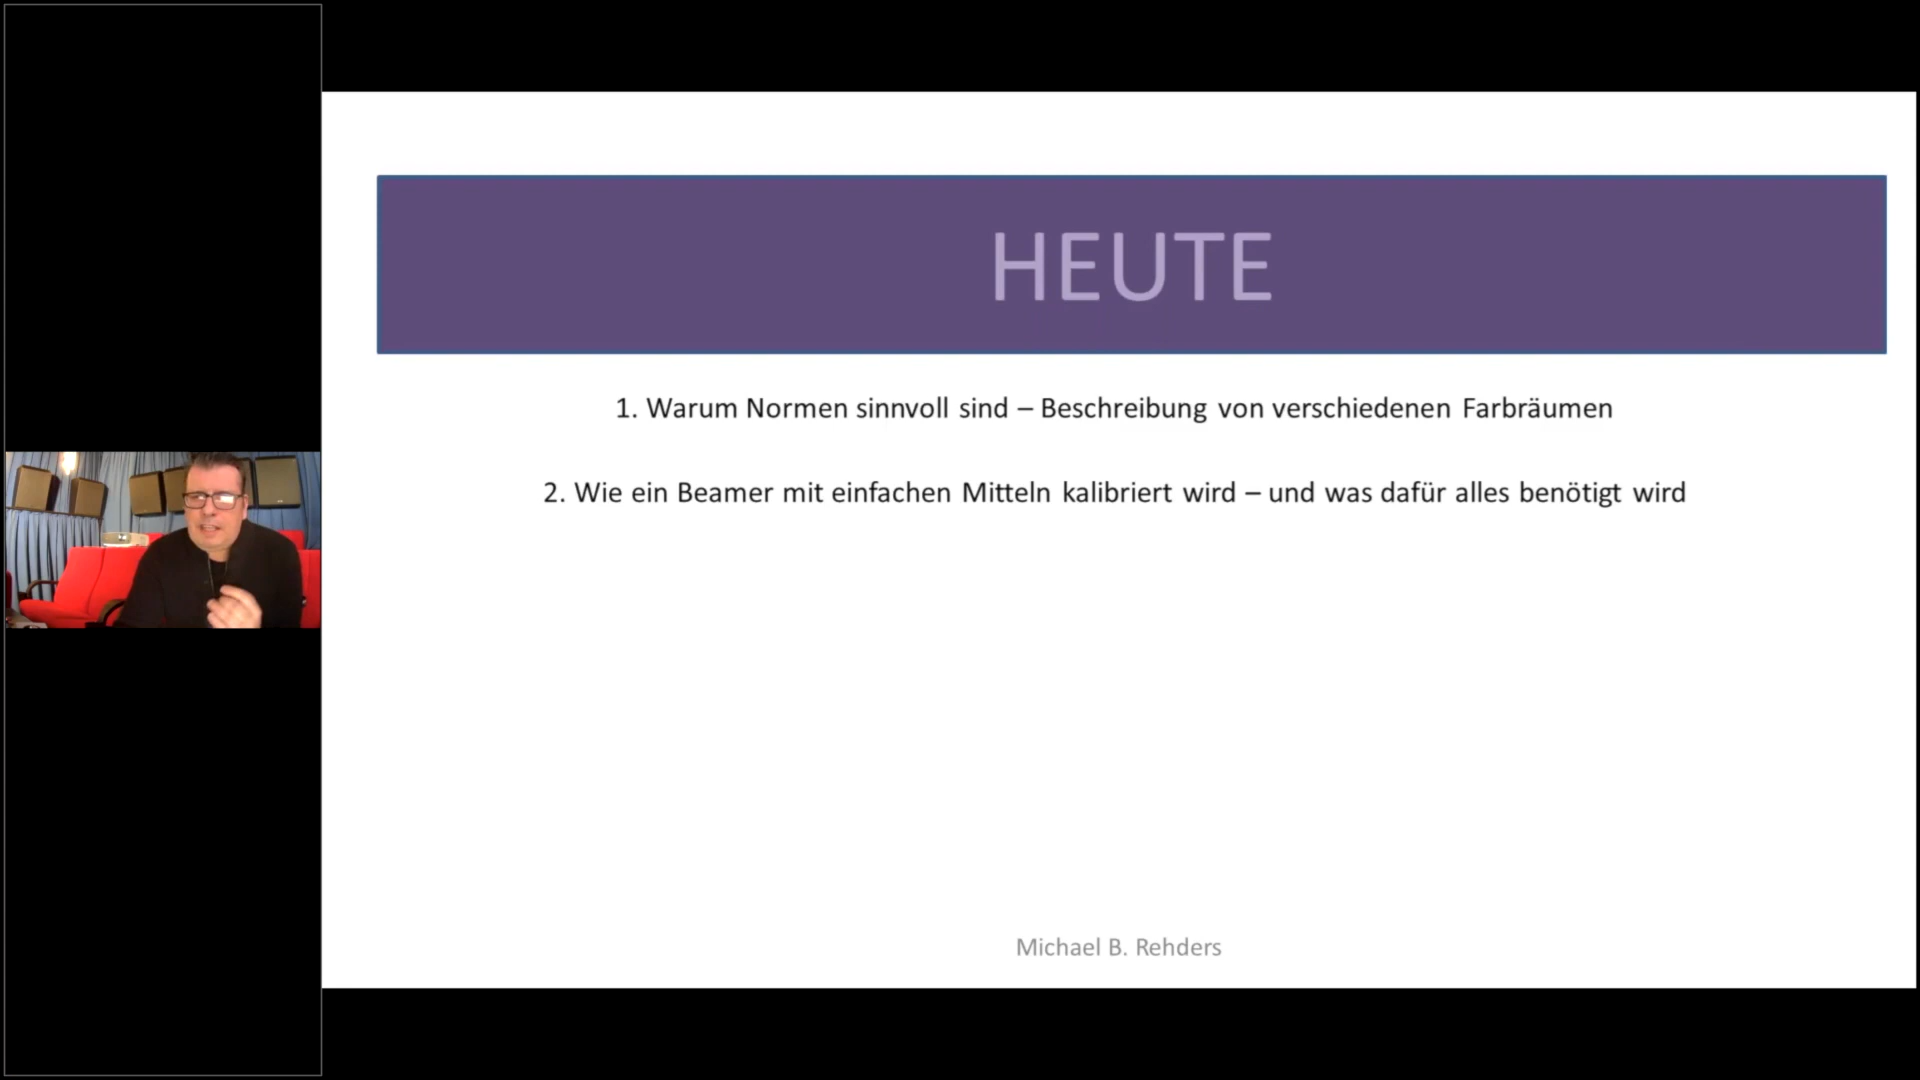 HEUTE
1. Warum Normen sinnvoll sind – Beschreibung von verschiedenen Farbräumen
2. Wie ein Beamer mit einfachen Mitteln kalibriert wird – und was dafür alles benötigt wird
Michael B. Rehders